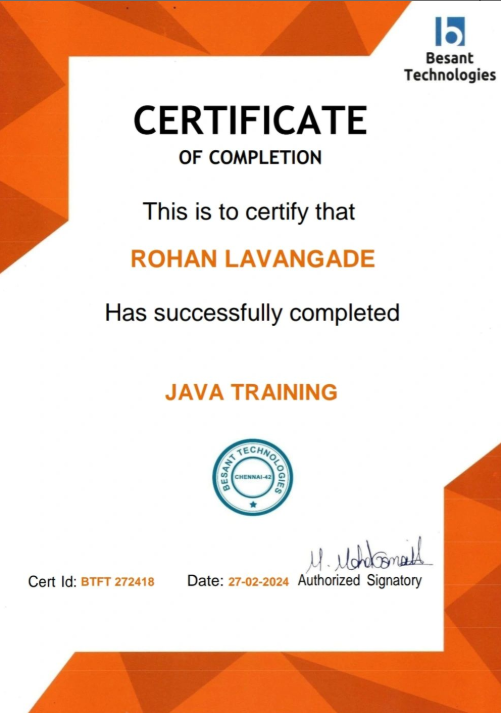 b
Besant
Technologies
CERTIFICATE
OF COMPLETION
This is to certify that
ROHAN LAVANGADE
Has successfully completed
JAVA TRAINING
BESANT TECHNOLOGIES
CHENNAI-42
Cert Id: BTFT 272418 Date: 27-02-2024 Authorized Signatory